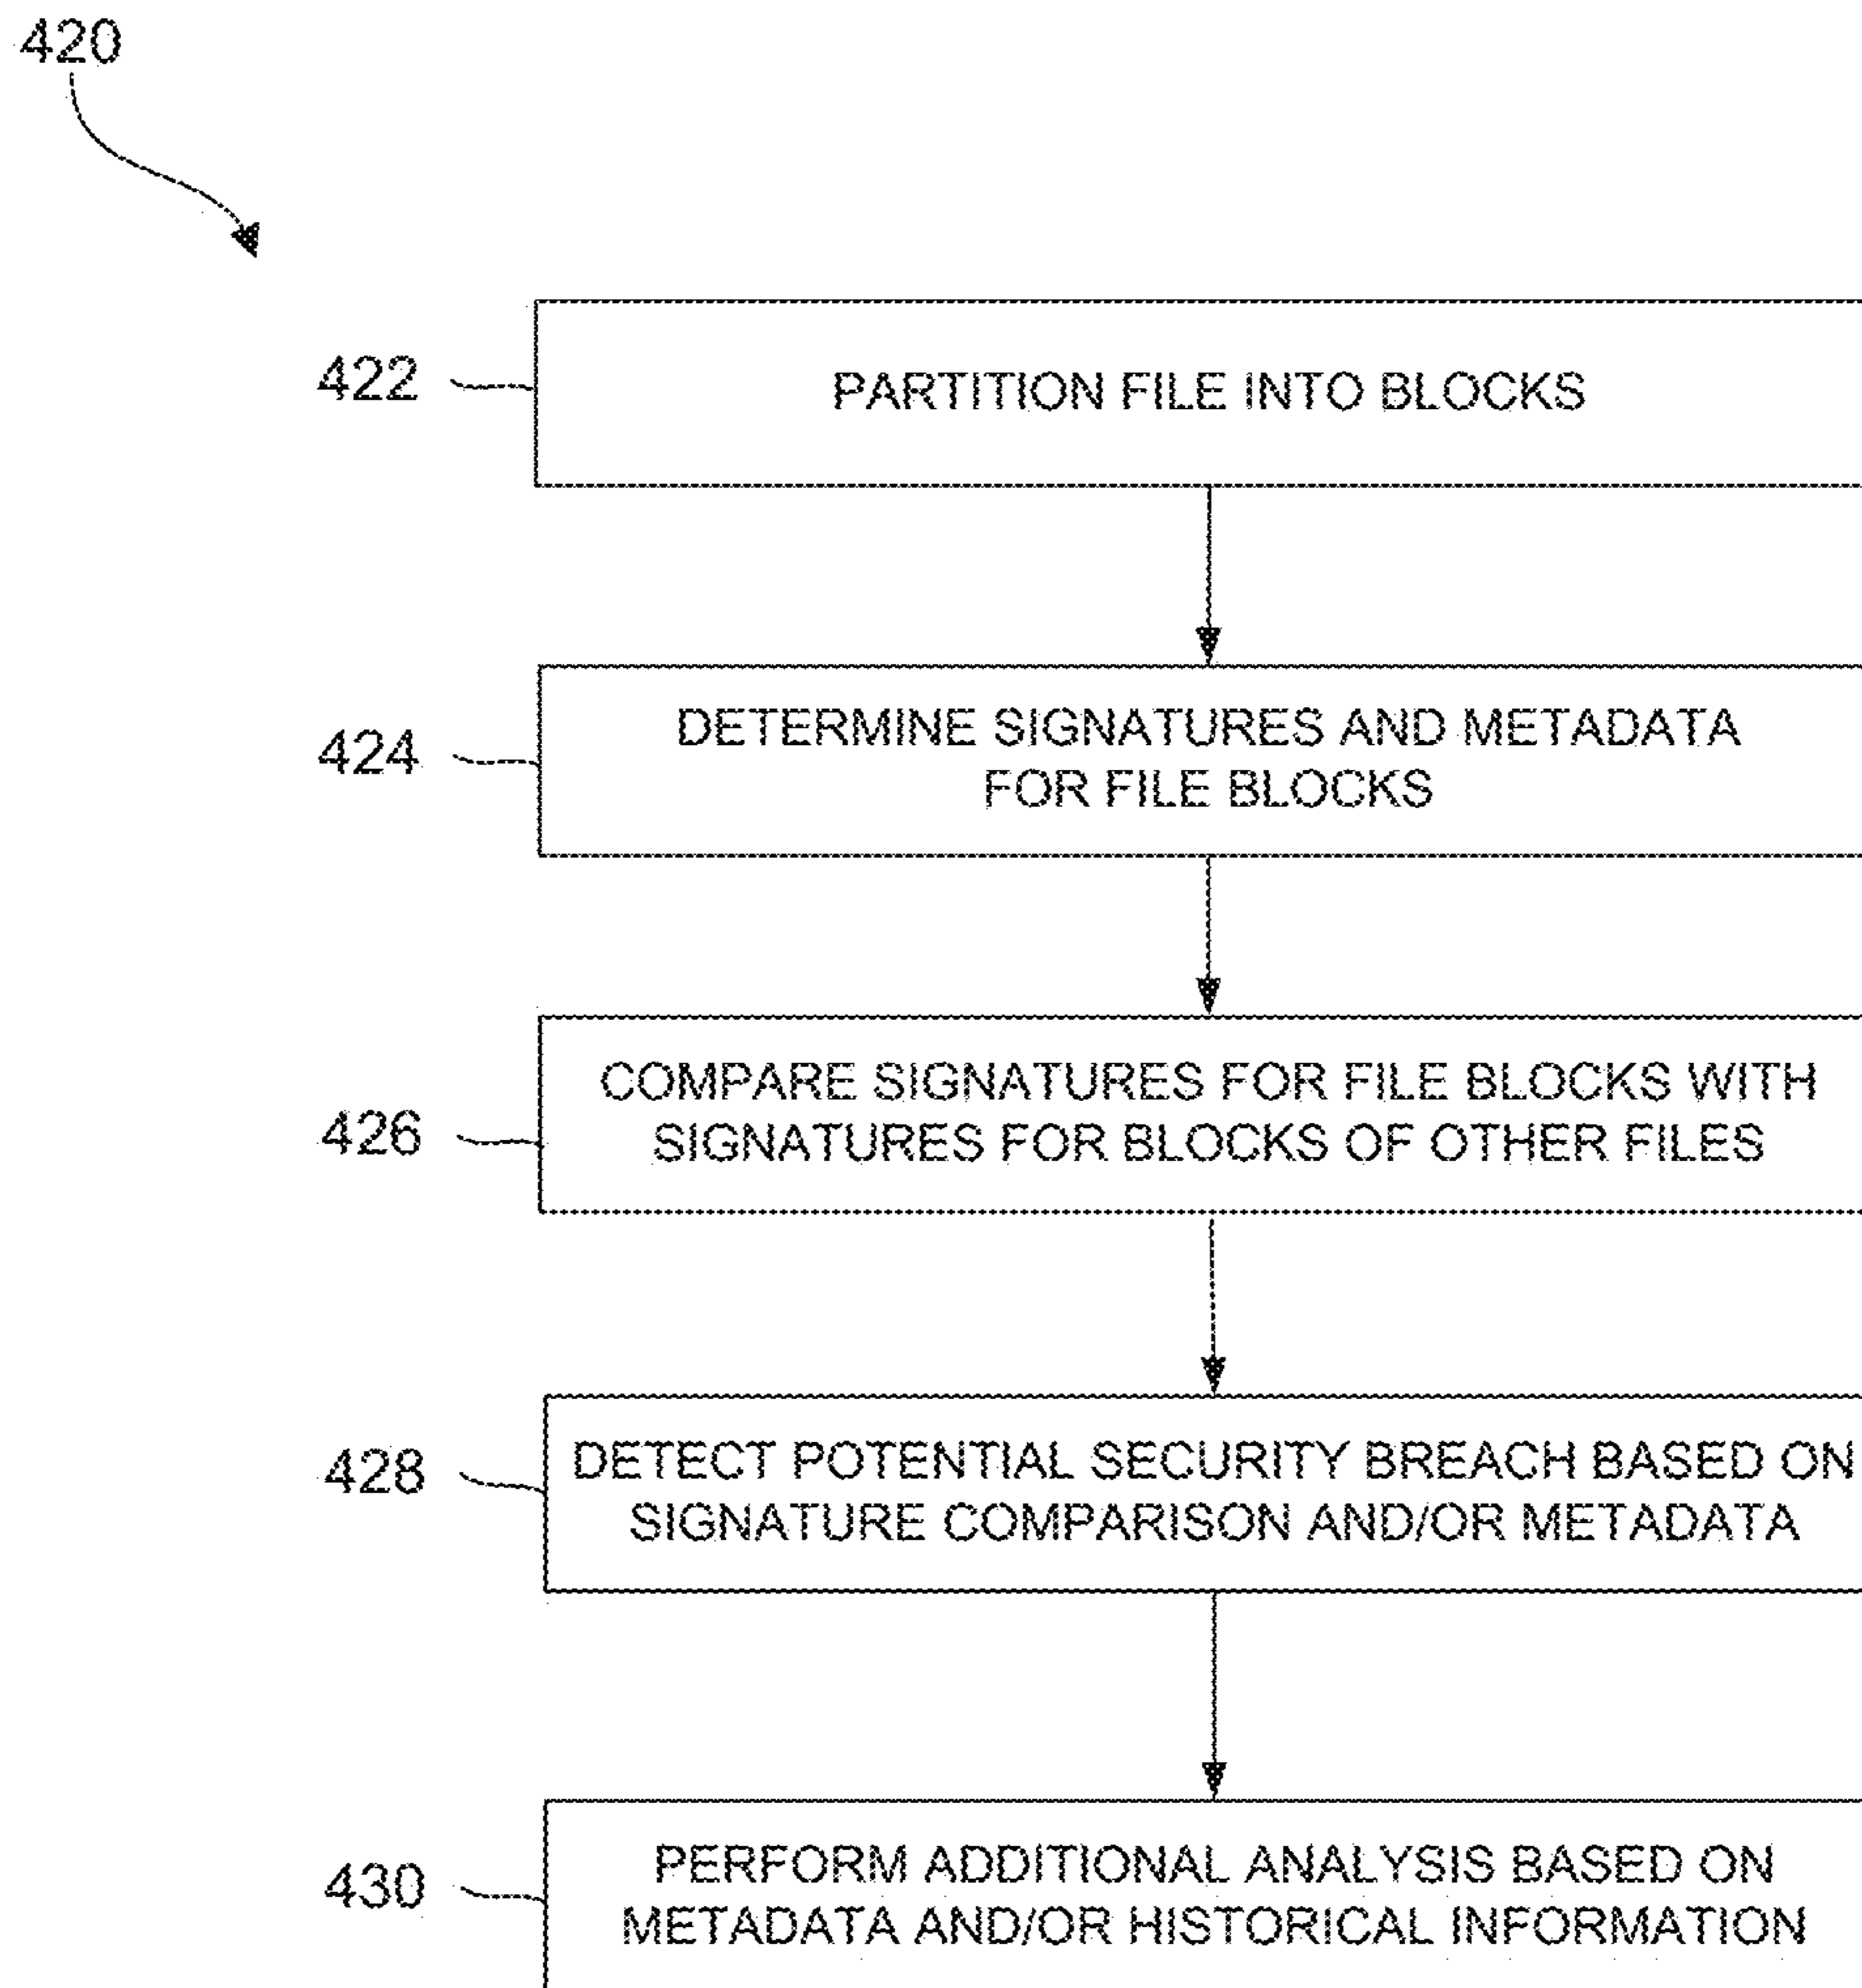 420
422
PARTITION FILE INTO BLOCKS
424
DETERMINE SIGNATURES AND METADATA
FOR FILE BLOCKS
426
COMPARE SIGNATURES FOR FILE BLOCKS WITH
SIGNATURES FOR BLOCKS OF OTHER FILES
428
DETECT POTENTIAL SECURITY BREACH BASED ON
SIGNATURE COMPARISON AND/OR METADATA
430
PERFORM ADDITIONAL ANALYSIS BASED ON
METADATA AND/OR HISTORICAL INFORMATION